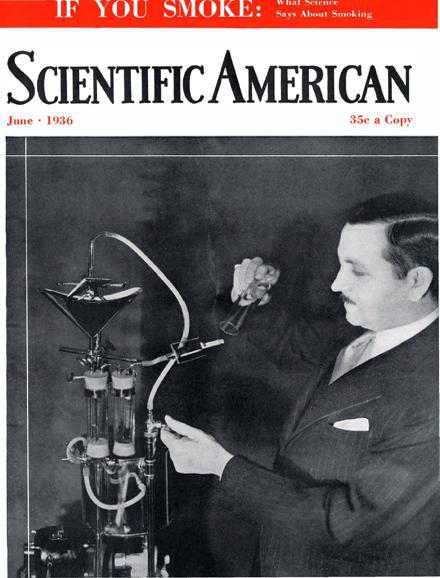 IF YOU SMOKE:
What Science
Says About Smoking
SCIENTIFIC AMERICAN
June · 1936
35c a Copy